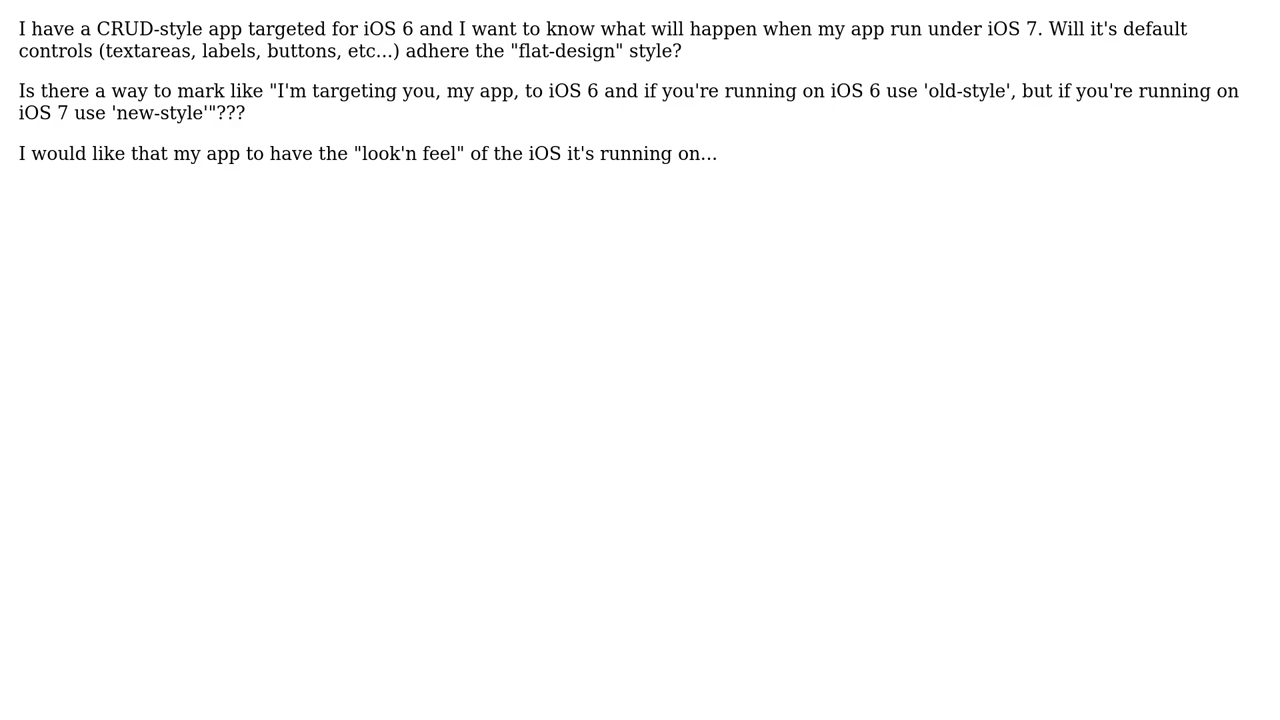 I have a CRUD-style app targeted for iOS 6 and I want to know what will happen when my app run under iOS 7. Will it's default
controls (textareas, labels, buttons, etc...) adhere the "flat-design" style?
Is there a way to mark like "I'm targeting you, my app, to iOS 6 and if you're running on iOS 6 use 'old-style', but if you're running on
iOS 7 use 'new-style'"???
I would like that my app to have the "look'n feel" of the iOS it's running on...